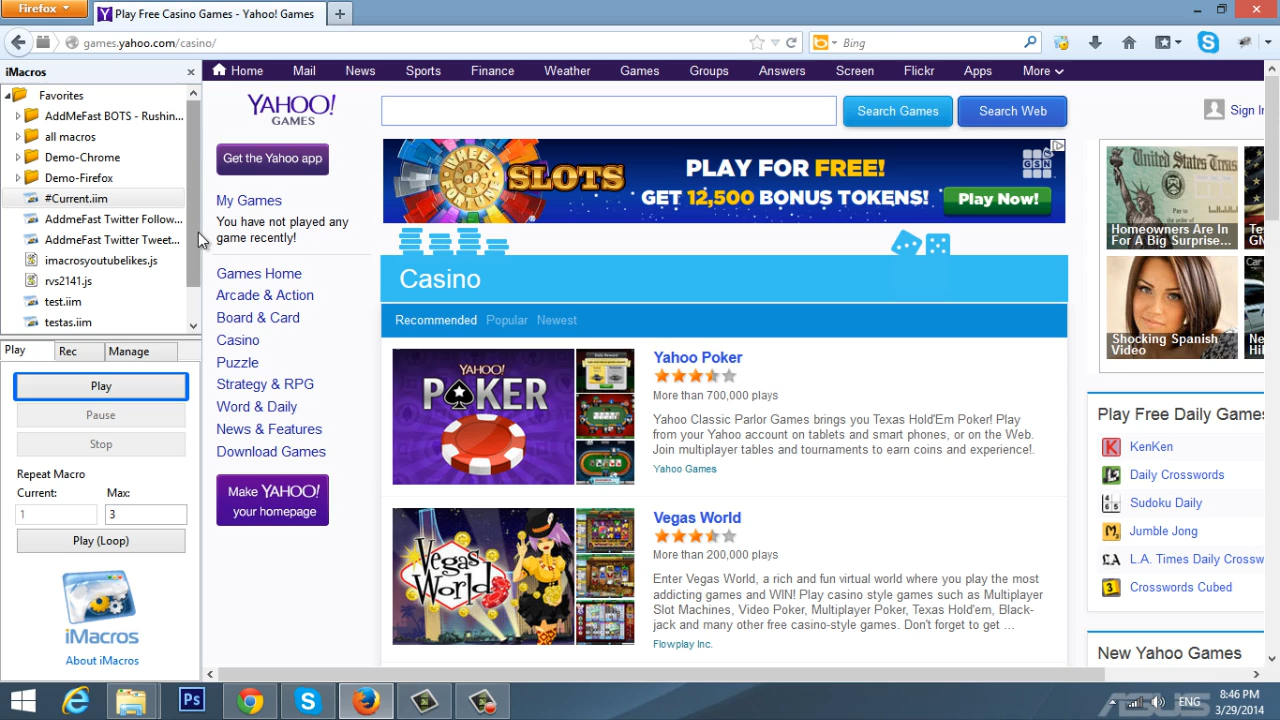 Firefox
Play Free Casino Games - Yahoo! Games
games.yahoo.com/casino/
Bing
iMacros
Favorites
AddMeFast BOTS - Rushin...
all macros
Demo-Chrome
Demo-Firefox
#Current.iim
AddmeFast Twitter Follow...
AddmeFast Twitter Tweet...
imacrosyoutubelikes.js
rvs2141.js
test.iim
testas.iim
Play
Rec
Manage
Play
Pause
Stop
Repeat Macro
Current:
Max:
1
3
Play (Loop)
iMacros
About iMacros
Home
Mail
News
Sports
Finance
Weather
Games
Groups
Answers
Screen
Flickr
Apps
More
YAHOO!
GAMES
Search Games
Search Web
Sign In
Get the Yahoo app
My Games
You have not played any
game recently!
Games Home
Arcade & Action
Board & Card
Casino
Puzzle
Strategy & RPG
Word & Daily
News & Features
Download Games
Make YAHOO!
your homepage
WHEEL OF FORTUNE
SLOTS
PLAY FOR FREE!
GET 12,500 BONUS TOKENS!
GSN
Play Now!
Casino
Recommended
Popular
Newest
YAHOO!
POKER
Yahoo Poker
More than 700,000 plays
Yahoo Classic Parlor Games brings you Texas Hold'Em Poker! Play
from your Yahoo account on tablets and smart phones, or on the Web.
Join multiplayer tables and tournaments to earn coins and experience!.
Yahoo Games
Vegas
World
Vegas World
More than 200,000 plays
Enter Vegas World, a rich and fun virtual world where you play the most
addicting games and WIN! Play casino style games such as Multiplayer
Slot Machines, Video Poker, Multiplayer Poker, Texas Hold'em, Black-
jack and many other free casino-style games. Don't forget to get ...
Flowplay Inc.
United States Treas
Homeowners Are In
For A Big Surprise...
Shocking Spanish
Video
Play Free Daily Games
KenKen
Daily Crosswords
Sudoku Daily
Jumble Jong
L.A. Times Daily Crossw
Crosswords Cubed
New Yahoo Games
Ps
ASUS
ENG
8:46 PM
3/29/2014